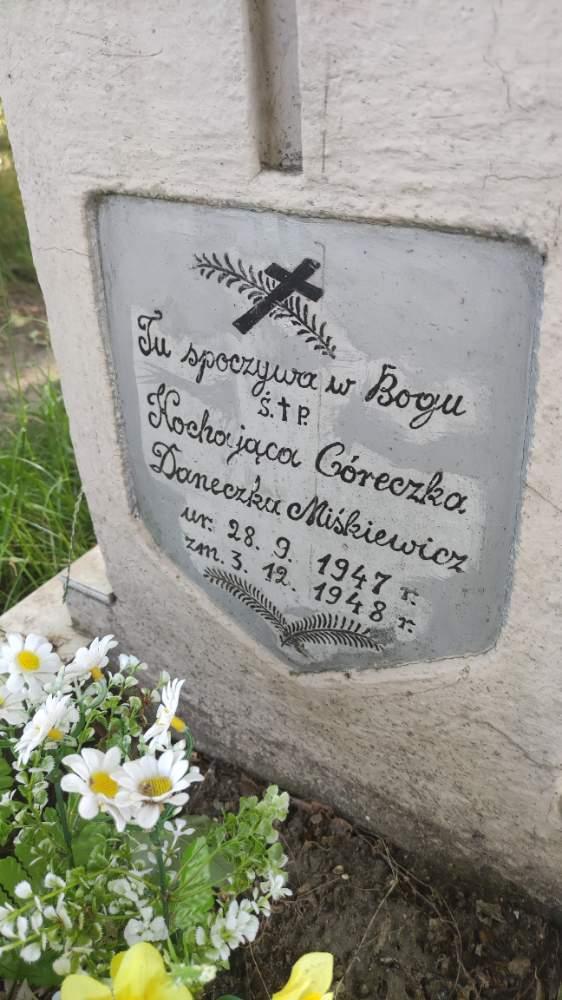 Tu spoczywa w Bogu
Ś.†P.
Kochająca Córeczka
Daneczka Miśkiewicz
ur. 28. 9. 1947 r.
zm. 3. 12. 1948 r.